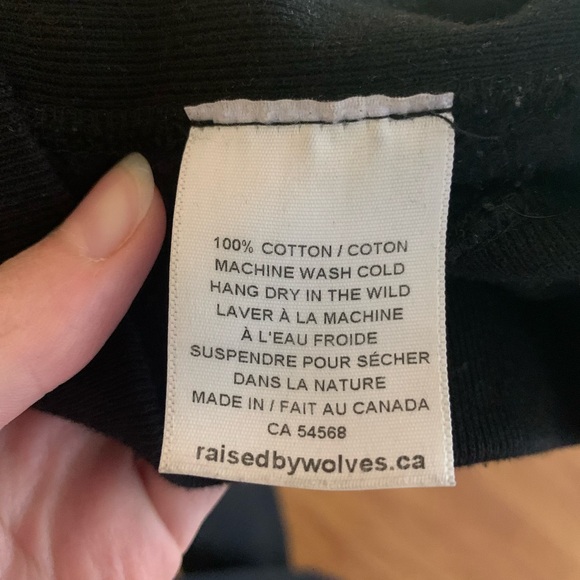 100% COTTON / COTON
MACHINE WASH COLD
HANG DRY IN THE WILD
LAVER À LA MACHINE
À L'EAU FROIDE
SUSPENDRE POUR SÉCHER
DANS LA NATURE
MADE IN / FAIT AU CANADA
CA 54568
raisedbywolves.ca